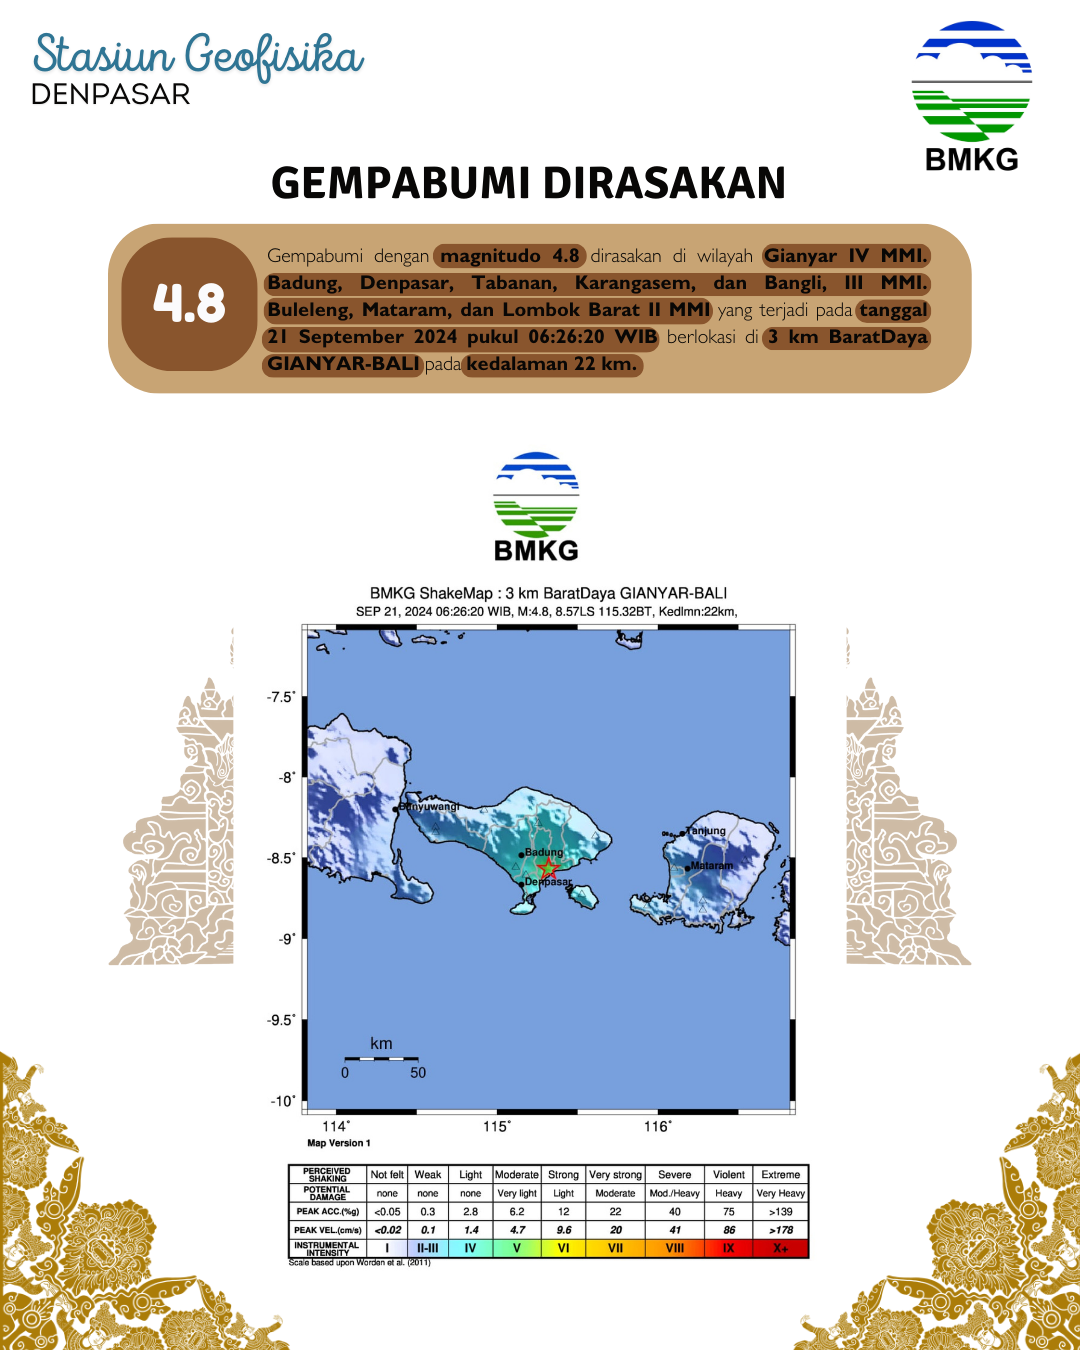 Stasiun Geofisika
DENPASAR
BMKG
GEMPABUMI DIRASAKAN
4.8
Gempabumi dengan magnitudo 4.8 dirasakan di wilayah Gianyar IV MMI.
Badung, Denpasar, Tabanan, Karangasem, dan Bangli, III MMI.
Buleleng, Mataram, dan Lombok Barat II MMI yang terjadi pada tanggal
21 September 2024 pukul 06:26:20 WIB berlokasi di 3 km BaratDaya
GIANYAR-BALI pada kedalaman 22 km.
BMKG
BMKG ShakeMap : 3 km BaratDaya GIANYAR-BALI
SEP 21, 2024 06:26:20 WIB, M:4.8, 8.57LS 115.32BT, Kedlmn:22km,
-7.5°
-8°
-8.5°
-9°
-9.5°
-10°
Banyuwangi
Badung
Denpasar
Tanjung
Mataram
km
0 50
114° 115° 116°
Map Version 1
PERCEIVED SHAKING Not felt Weak Light Moderate Strong Very strong Severe Violent Extreme
POTENTIAL DAMAGE none none none Very light Light Moderate Mod./Heavy Heavy Very Heavy
PEAK ACC.(%g) <0.05 0.3 2.8 6.2 12 22 40 75 >139
PEAK VEL.(cm/s) <0.02 0.1 1.4 4.7 9.6 20 41 86 >178
INSTRUMENTAL INTENSITY I II-III IV V VI VII VIII IX X+
Scale based upon Worden et al. (2011)